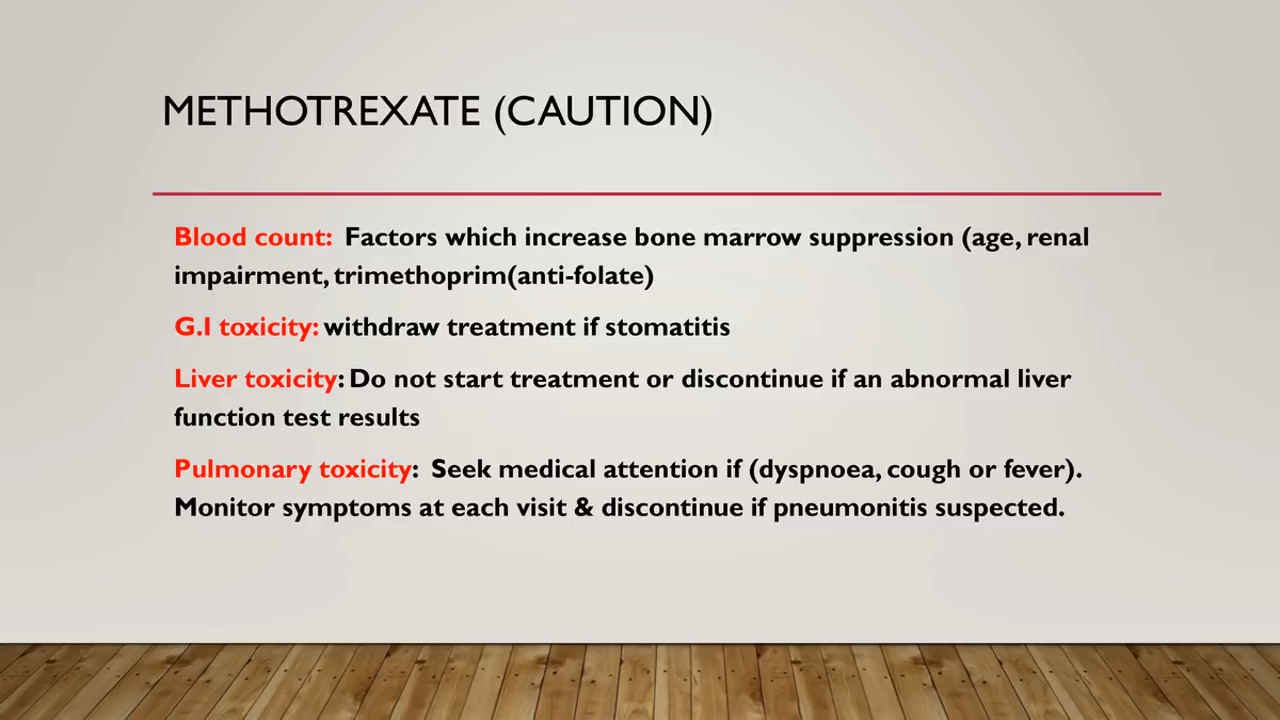 METHOTREXATE (CAUTION)
Blood count: Factors which increase bone marrow suppression (age, renal
impairment, trimethoprim(anti-folate)
G.I toxicity: withdraw treatment if stomatitis
Liver toxicity: Do not start treatment or discontinue if an abnormal liver
function test results
Pulmonary toxicity: Seek medical attention if (dyspnoea, cough or fever).
Monitor symptoms at each visit & discontinue if pneumonitis suspected.